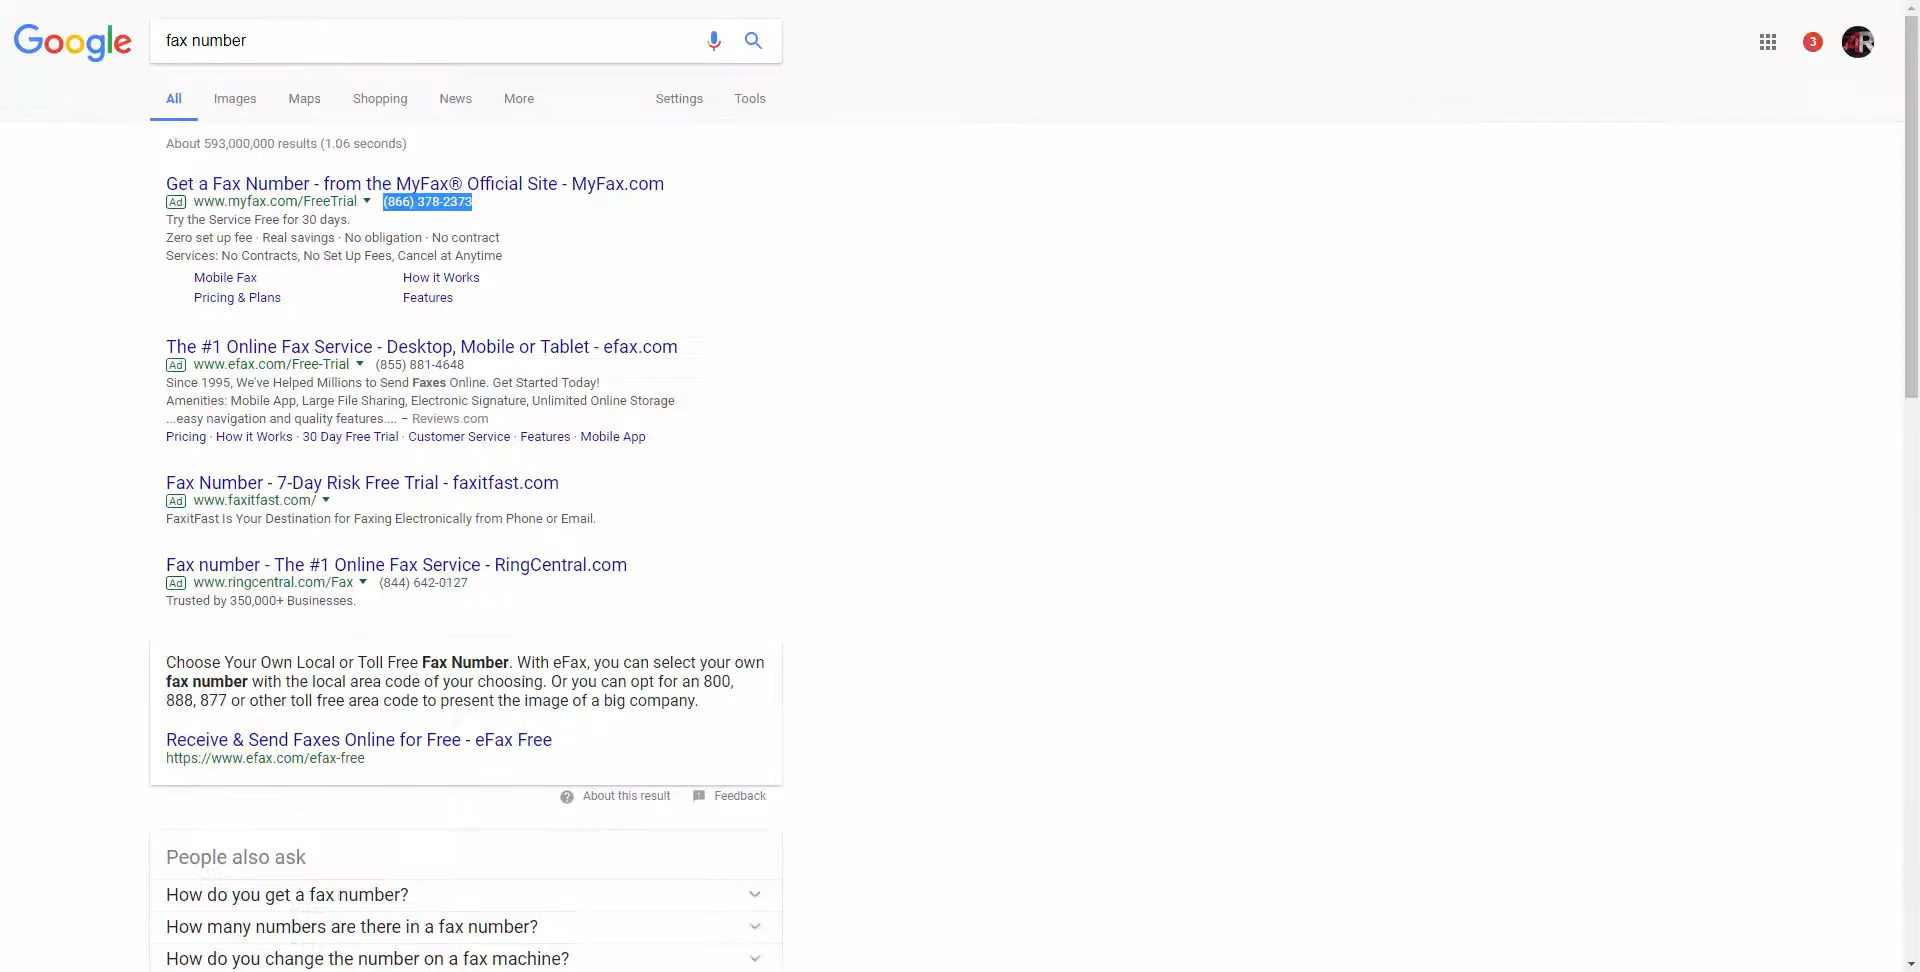 Google
fax number
3
All Images Maps Shopping News More Settings Tools
About 593,000,000 results (1.06 seconds)
Get a Fax Number - from the MyFax® Official Site - MyFax.com
Ad www.myfax.com/FreeTrial (866) 378-2373
Try the Service Free for 30 days.
Zero set up fee · Real savings · No obligation · No contract
Services: No Contracts, No Set Up Fees, Cancel at Anytime
Mobile Fax How it Works
Pricing & Plans Features
The #1 Online Fax Service - Desktop, Mobile or Tablet - efax.com
Ad www.efax.com/Free-Trial (855) 881-4648
Since 1995, We've Helped Millions to Send Faxes Online. Get Started Today!
Amenities: Mobile App, Large File Sharing, Electronic Signature, Unlimited Online Storage
...easy navigation and quality features.... – Reviews.com
Pricing · How it Works · 30 Day Free Trial · Customer Service · Features · Mobile App
Fax Number - 7-Day Risk Free Trial - faxitfast.com
Ad www.faxitfast.com/
FaxitFast Is Your Destination for Faxing Electronically from Phone or Email.
Fax number - The #1 Online Fax Service - RingCentral.com
Ad www.ringcentral.com/Fax (844) 642-0127
Trusted by 350,000+ Businesses.
Choose Your Own Local or Toll Free Fax Number. With eFax, you can select your own
fax number with the local area code of your choosing. Or you can opt for an 800,
888, 877 or other toll free area code to present the image of a big company.
Receive & Send Faxes Online for Free - eFax Free
https://www.efax.com/efax-free
About this result Feedback
People also ask
How do you get a fax number?
How many numbers are there in a fax number?
How do you change the number on a fax machine?